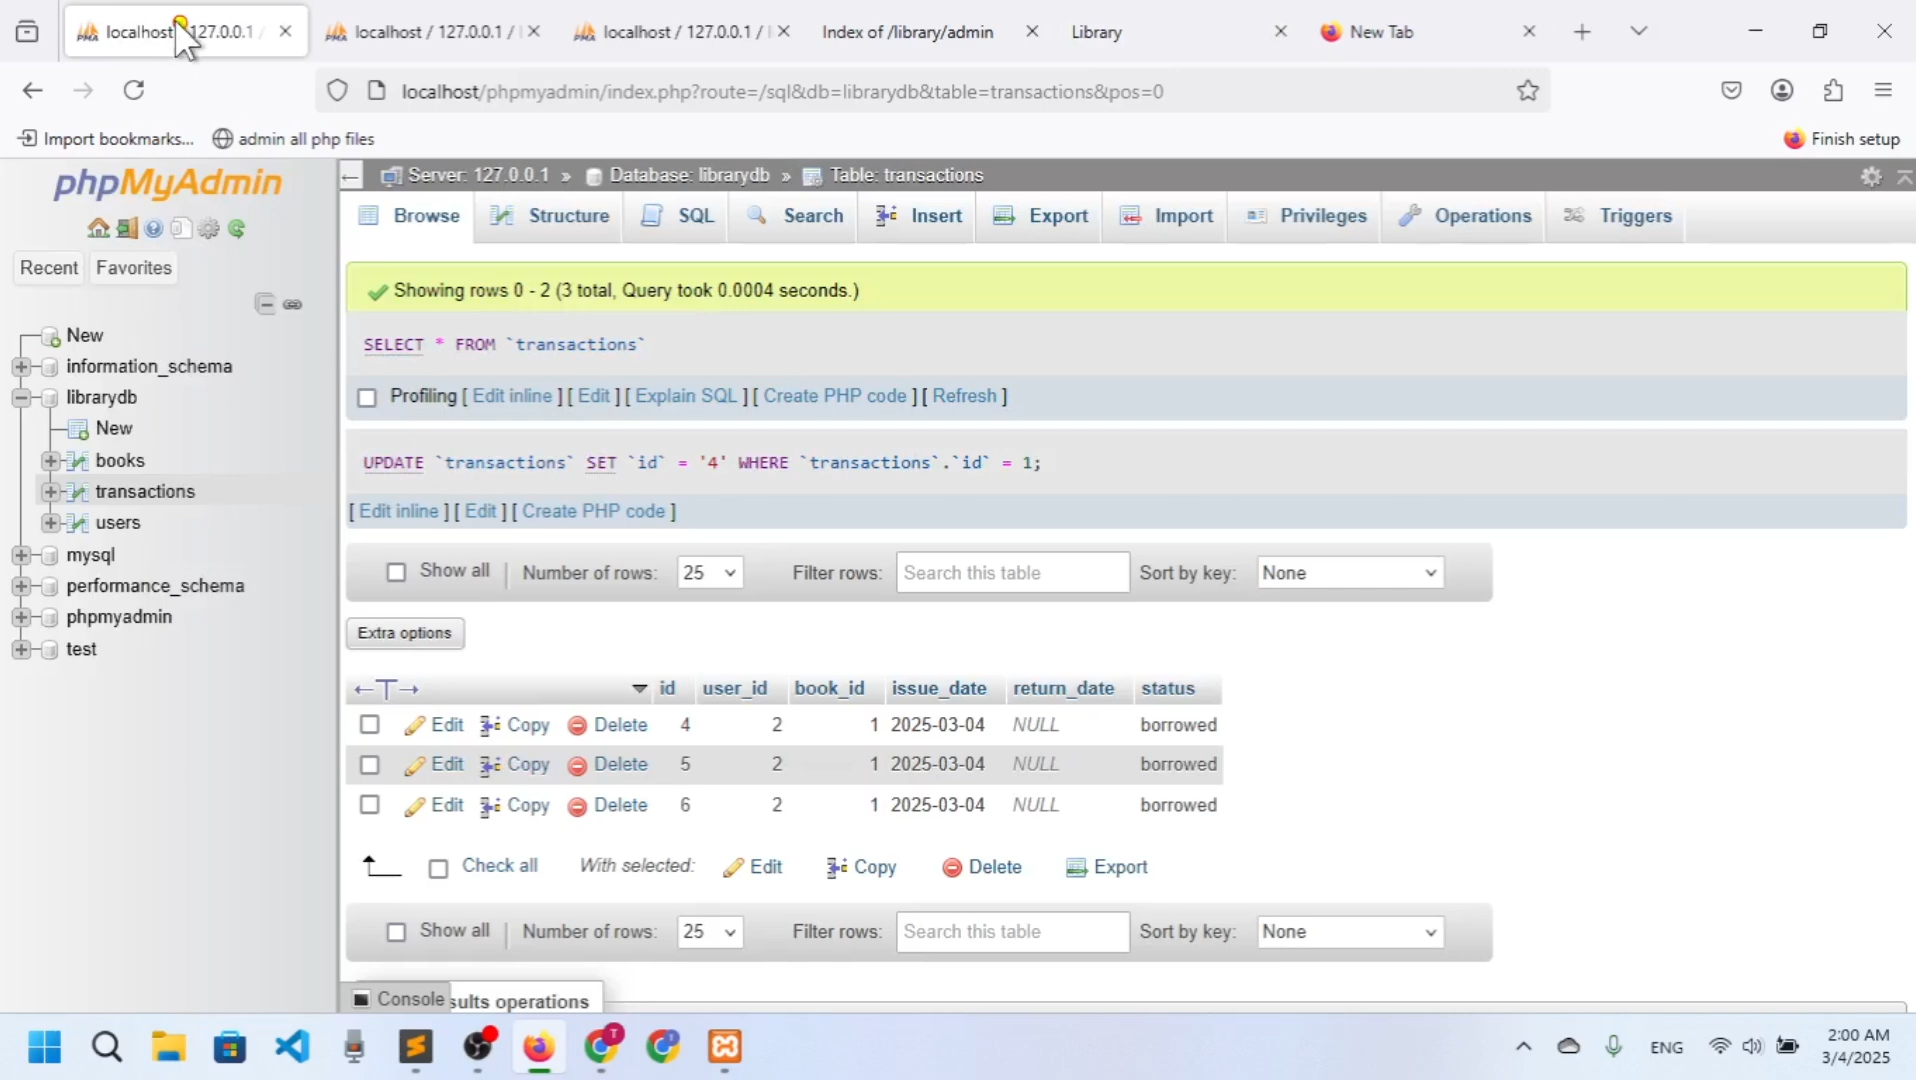 localhost / 127.0.0.1 /
localhost / 127.0.0.1 / l
localhost / 127.0.0.1 / l
Index of /library/admin
Library
New Tab
localhost/phpmyadmin/index.php?route=/sql&db=librarydb&table=transactions&pos=0
Import bookmarks...
admin all php files
Finish setup
phpMyAdmin
Recent
Favorites
New
information_schema
librarydb
New
books
transactions
users
mysql
performance_schema
phpmyadmin
test
Server: 127.0.0.1 » Database: librarydb » Table: transactions
Browse Structure SQL Search Insert Export Import Privileges Operations Triggers
Showing rows 0 - 2 (3 total, Query took 0.0004 seconds.)
SELECT * FROM `transactions`
Profiling [ Edit inline ] [ Edit ] [ Explain SQL ] [ Create PHP code ] [ Refresh ]
UPDATE `transactions` SET `id` = '4' WHERE `transactions`.`id` = 1;
[ Edit inline ] [ Edit ] [ Create PHP code ]
Show all | Number of rows: 25 Filter rows: Search this table Sort by key: None
Extra options
←T→ id user_id book_id issue_date return_date status
Edit Copy Delete 4 2 1 2025-03-04 NULL borrowed
Edit Copy Delete 5 2 1 2025-03-04 NULL borrowed
Edit Copy Delete 6 2 1 2025-03-04 NULL borrowed
Check all With selected: Edit Copy Delete Export
Show all | Number of rows: 25 Filter rows: Search this table Sort by key: None
Console sults operations
ENG
2:00 AM
3/4/2025